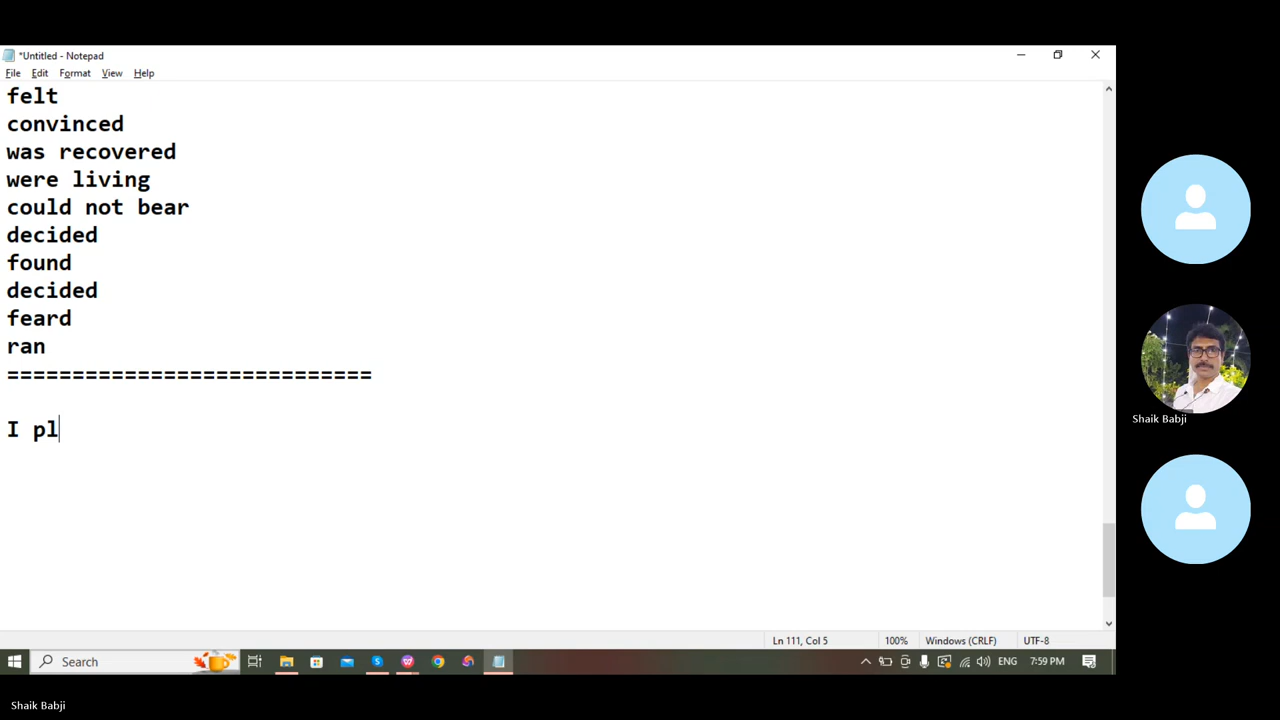 *Untitled - Notepad
File Edit Format View Help
felt
convinced
was recovered
were living
could not bear
decided
found
decided
feard
ran
============================
I pl
Shaik Babji
Ln 111, Col 5 100% Windows (CRLF) UTF-8
Search
ENG 7:59 PM
Shaik Babji